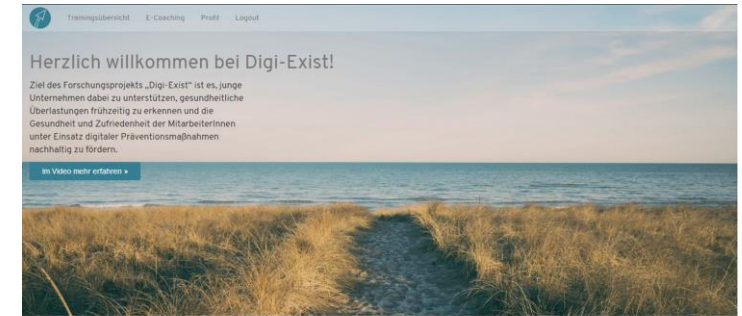 Trainingsübersicht E-Coaching Profil Logout
Herzlich willkommen bei Digi-Exist!
Ziel des Forschungsprojekts „Digi-Exist“ ist es, junge
Unternehmen dabei zu unterstützen, gesundheitliche
Überlastungen frühzeitig zu erkennen und die
Gesundheit und Zufriedenheit der MitarbeiterInnen
unter Einsatz digitaler Präventionsmaßnahmen
nachhaltig zu fördern.
Im Video mehr erfahren »